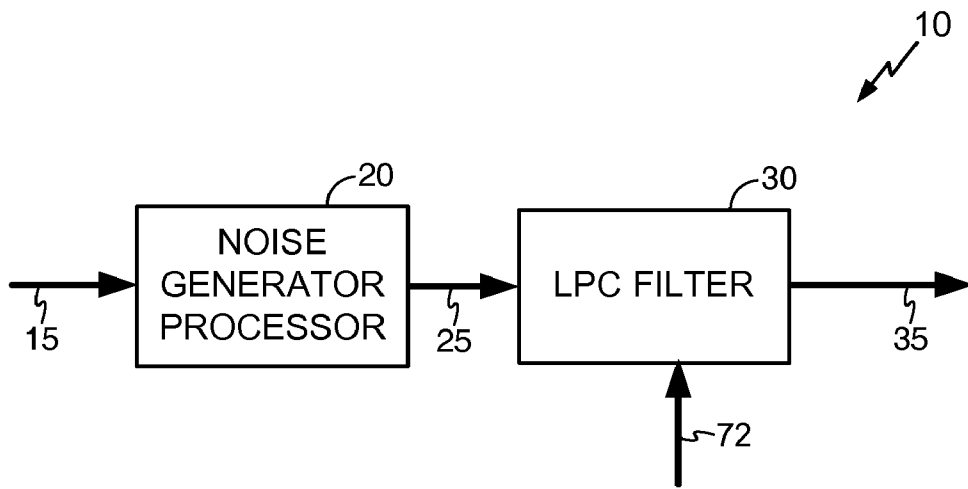 10
20
30
NOISE
GENERATOR
PROCESSOR
LPC FILTER
15
25
35
72